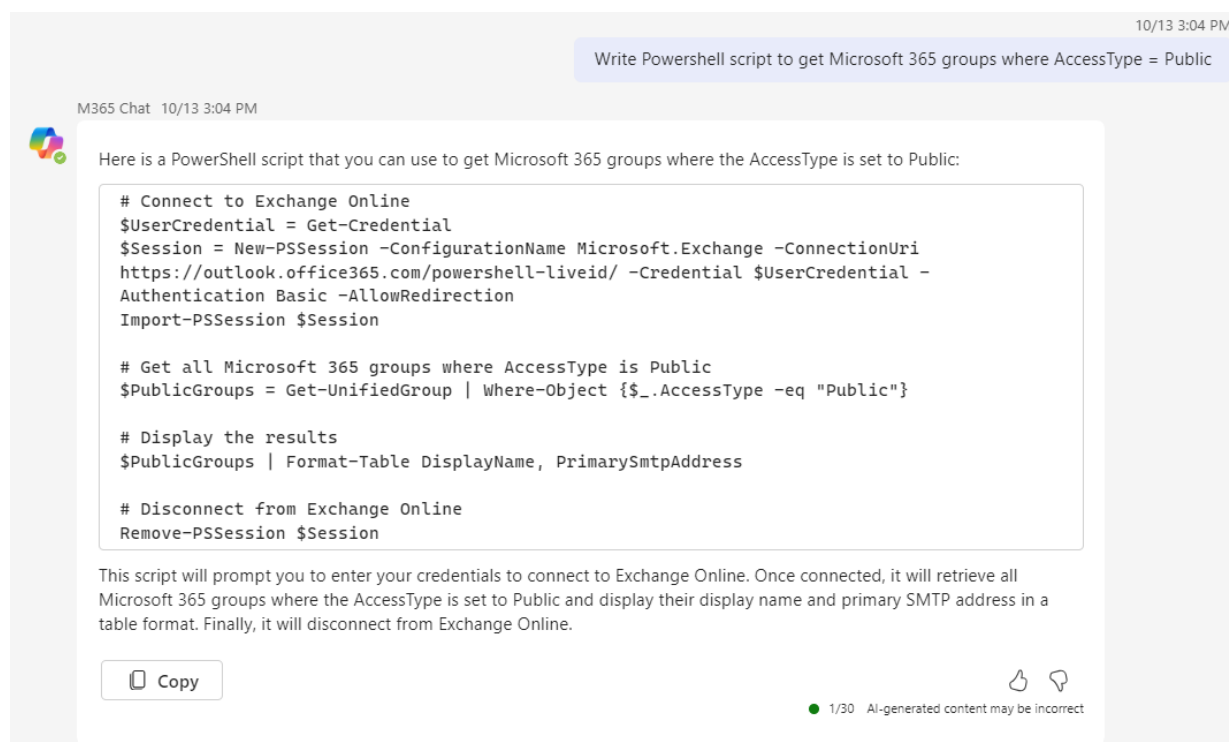 10/13 3:04 PM
Write Powershell script to get Microsoft 365 groups where AccessType = Public
M365 Chat 10/13 3:04 PM
Here is a PowerShell script that you can use to get Microsoft 365 groups where the AccessType is set to Public:
# Connect to Exchange Online
$UserCredential = Get-Credential
$Session = New-PSSession -ConfigurationName Microsoft.Exchange -ConnectionUri
https://outlook.office365.com/powershell-liveid/ -Credential $UserCredential -
Authentication Basic -AllowRedirection
Import-PSSession $Session
# Get all Microsoft 365 groups where AccessType is Public
$PublicGroups = Get-UnifiedGroup | Where-Object {$_.AccessType -eq "Public"}
# Display the results
$PublicGroups | Format-Table DisplayName, PrimarySmtpAddress
# Disconnect from Exchange Online
Remove-PSSession $Session
This script will prompt you to enter your credentials to connect to Exchange Online. Once connected, it will retrieve all
Microsoft 365 groups where the AccessType is set to Public and display their display name and primary SMTP address in a
table format. Finally, it will disconnect from Exchange Online.
Copy
1/30 AI-generated content may be incorrect